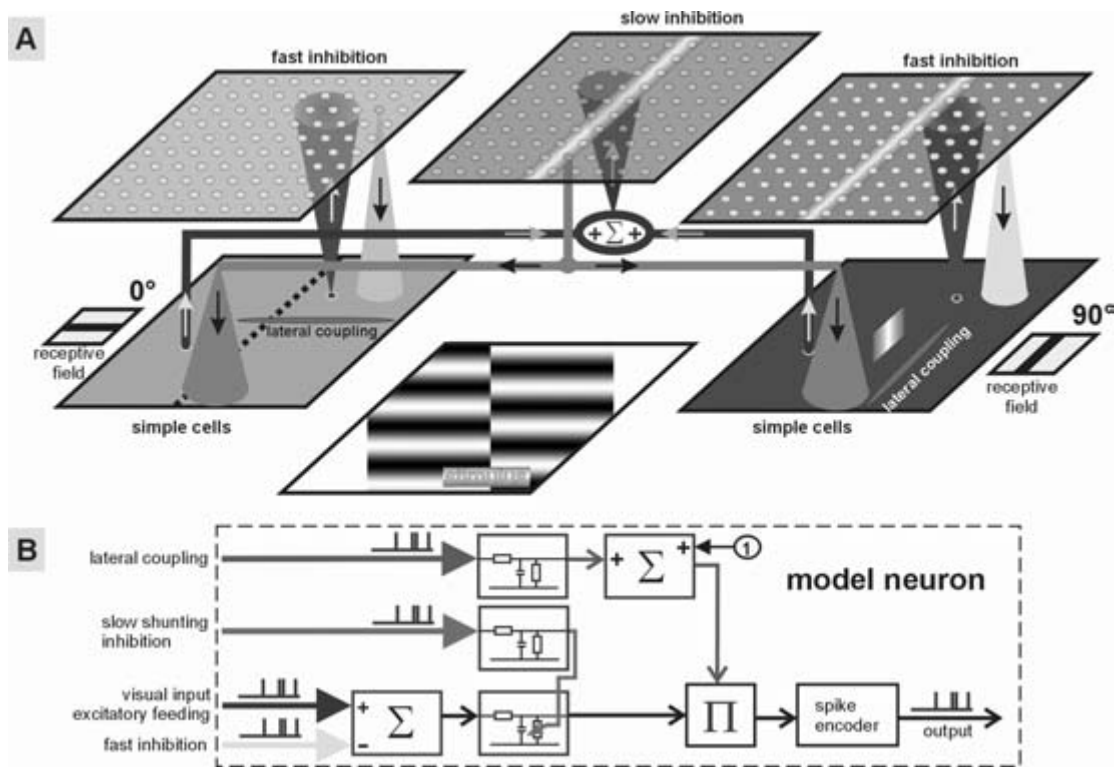 A
slow inhibition
fast inhibition
fast inhibition
+ Σ +
0°
lateral coupling
receptive
field
90°
lateral coupling
receptive
field
simple cells
simple cells
B
lateral coupling
+ Σ +
1
model neuron
slow shunting
inhibition
visual input
excitatory feeding
+
Σ
fast inhibition
-
Π
spike
encoder
output